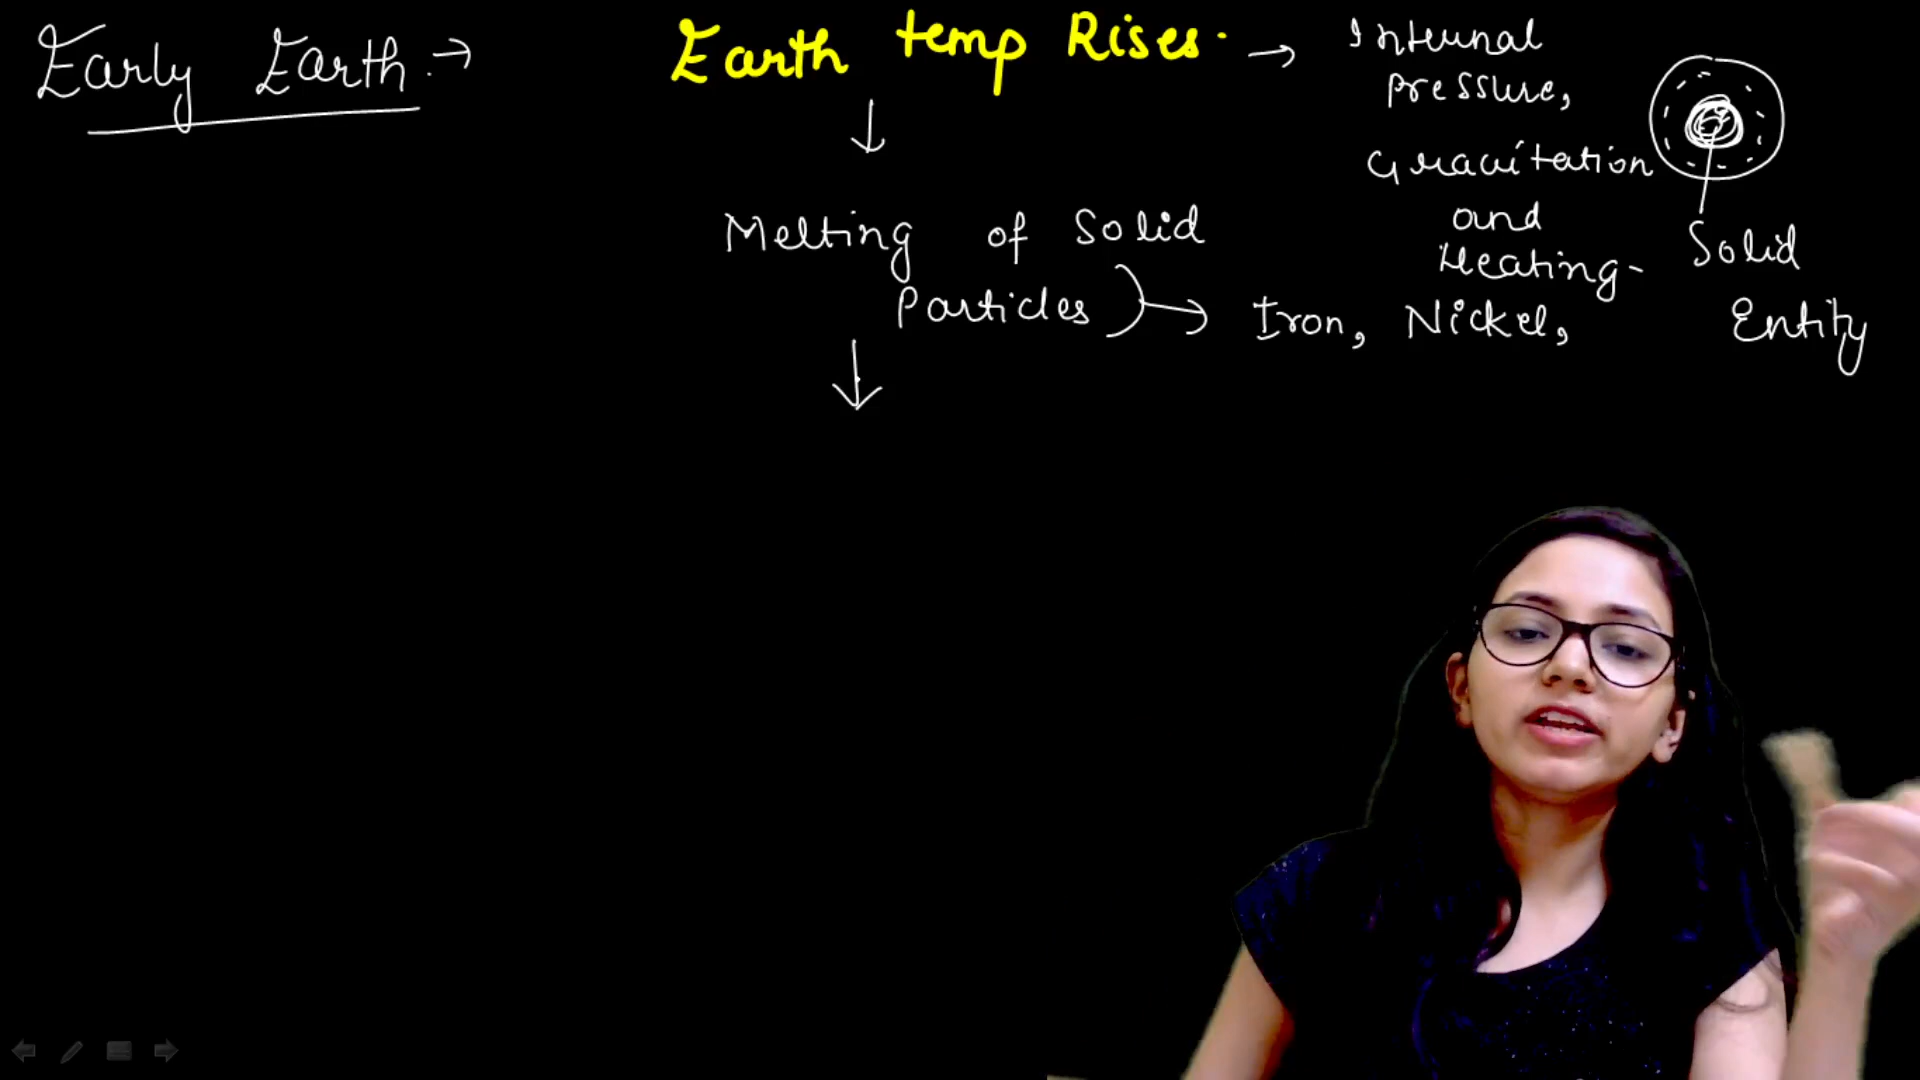 Early Earth. →
Earth temp Rises. → Internal
pressure,
Gravitation
and
Heating-
↓
Melting of Solid
Particles → Iron, Nickel,
Solid
Entity
↓